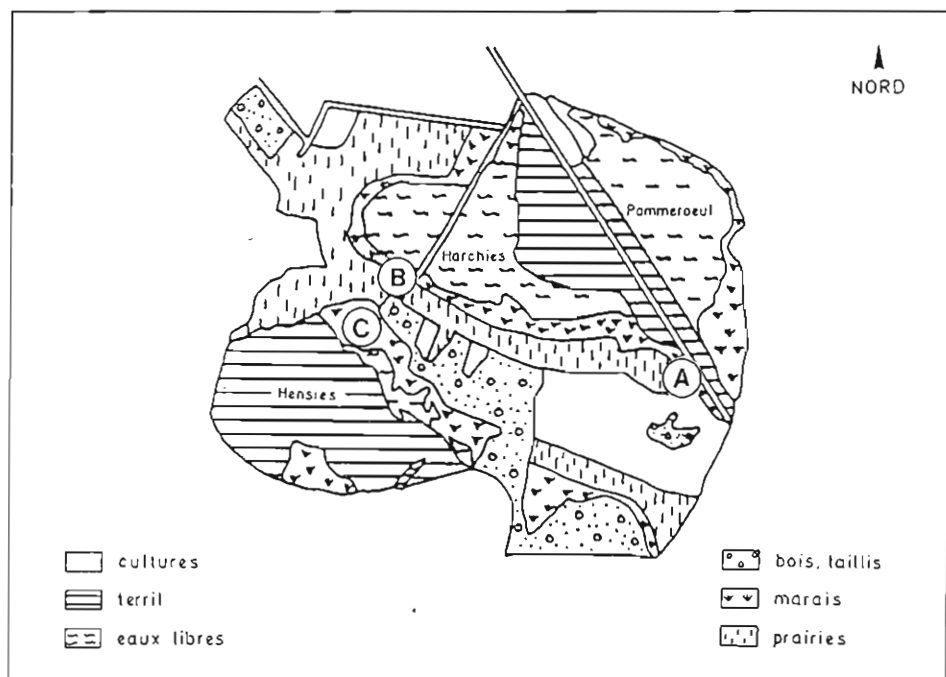 NORD
Pommeroeul
Harchies
B
C
A
Hensies
cultures
terril
eaux libres
bois, taillis
marais
prairies